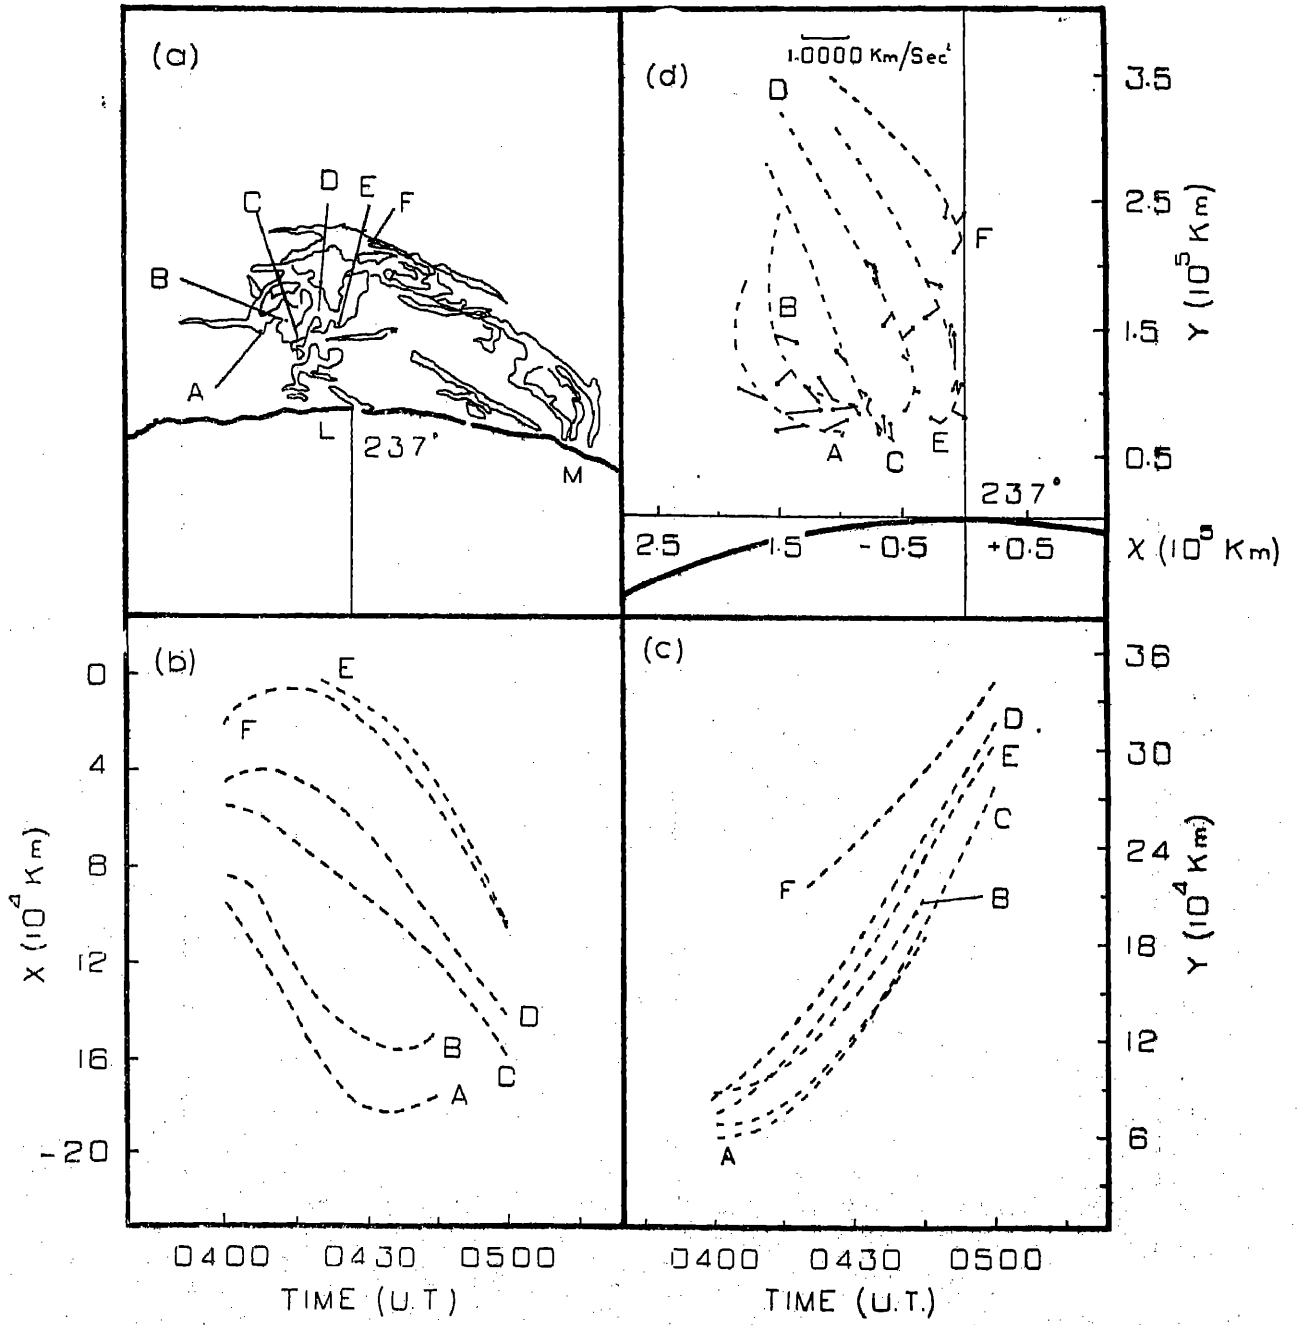 (a)
C
D
E
F
B
A
L
237°
M
(d)
1.0000 Km/Sec²
D
B
F
A
C
E
237°
3.5
2.5
1.5
0.5
Y (10⁵ Km)
2.5
1.5
-0.5
+0.5
X (10⁵ Km)
(b)
E
F
D
B
C
A
0
4
8
12
16
-20
X (10⁴ Km)
0400
0430
0500
TIME (U.T)
(c)
D
E
C
F
B
A
36
30
24
18
12
6
Y (10⁴ Km)
0400
0430
0500
TIME (U.T.)